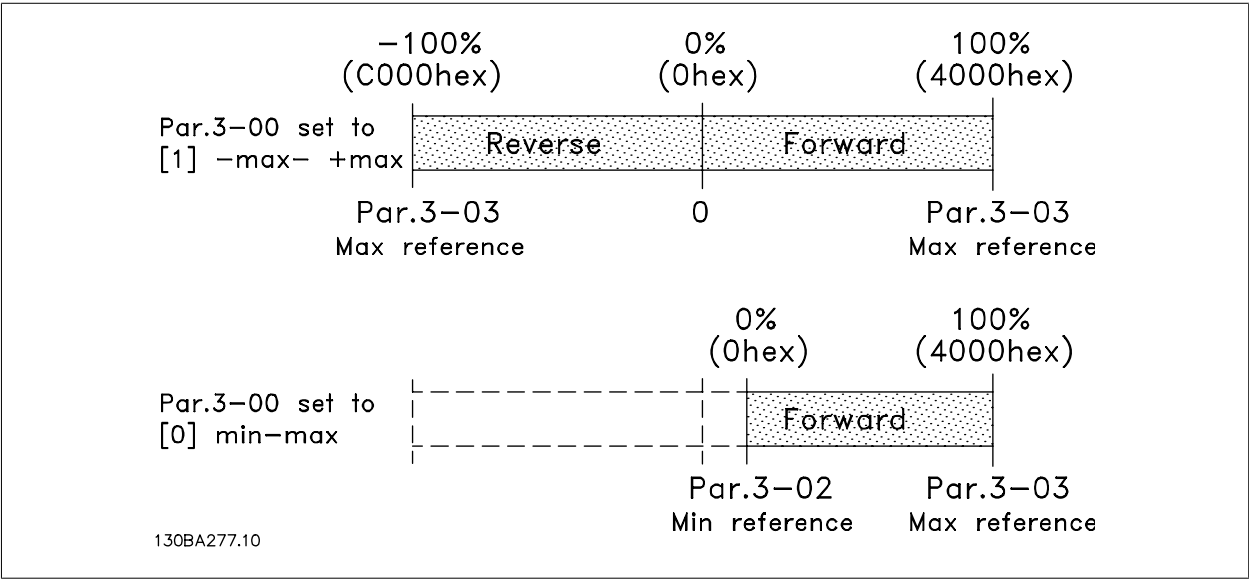 -100% 0% 100%
(C000hex) (0hex) (4000hex)
Par.3-00 set to
[1] -max- +max
Reverse Forward
Par.3-03 0 Par.3-03
Max reference Max reference
0% 100%
(0hex) (4000hex)
Par.3-00 set to
[0] min-max
Forward
Par.3-02 Par.3-03
Min reference Max reference
130BA277.10